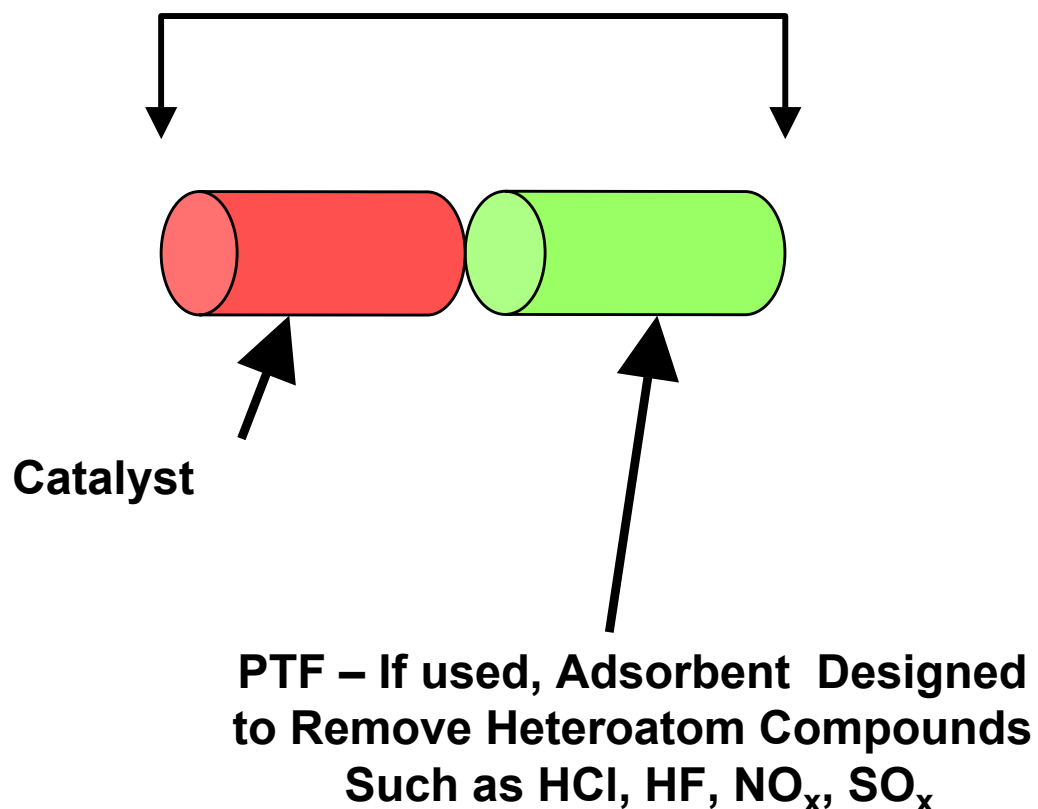 Catalyst
PTF – If used, Adsorbent Designed
to Remove Heteroatom Compounds
Such as HCl, HF, NOₓ, SOₓ